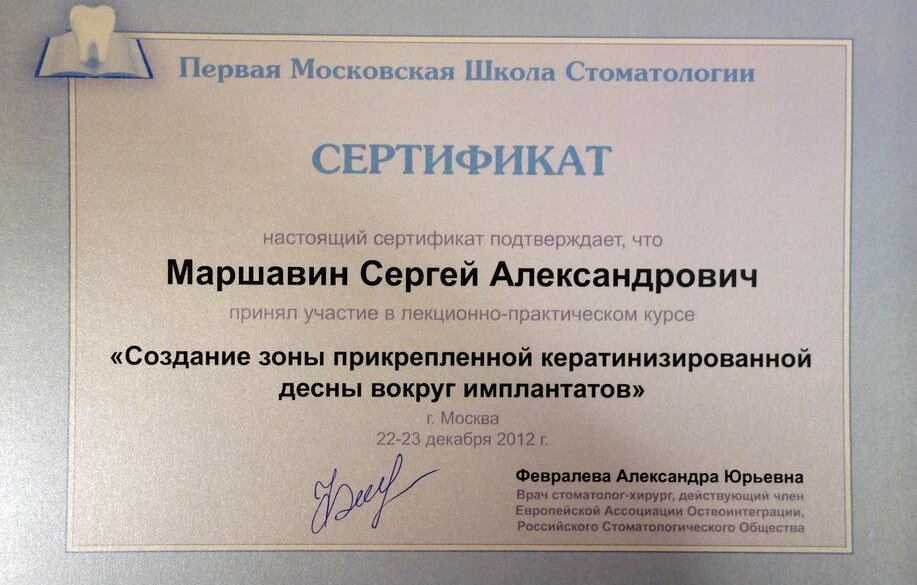 Первая Московская Школа Стоматологии
СЕРТИФИКАТ
настоящий сертификат подтверждает, что
Маршавин Сергей Александрович
принял участие в лекционно-практическом курсе
«Создание зоны прикрепленной кератинизированной
десны вокруг имплантатов»
г. Москва
22-23 декабря 2012 г.
Февралева Александра Юрьевна
Врач стоматолог-хирург, действующий член
Европейской Ассоциации Остеоинтеграции,
Российского Стоматологического Общества